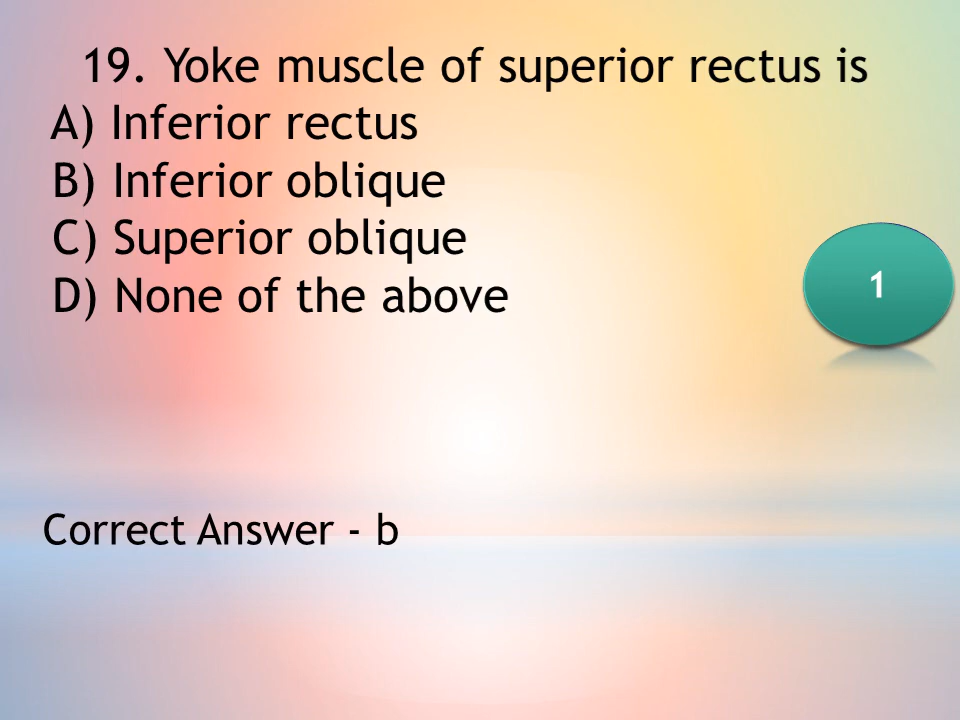 19. Yoke muscle of superior rectus is
A) Inferior rectus
B) Inferior oblique
C) Superior oblique
D) None of the above
1
Correct Answer - b